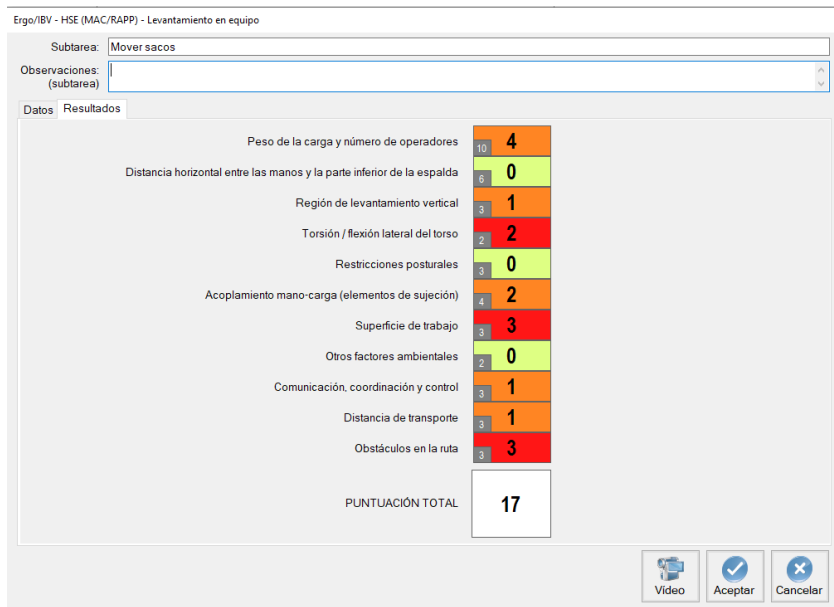 Ergo/IBV - HSE (MAC/RAPP) - Levantamiento en equipo
Subtarea: Mover sacos
Observaciones:
(subtarea)
Datos Resultados
Peso de la carga y número de operadores 10 4
Distancia horizontal entre las manos y la parte inferior de la espalda 6 0
Región de levantamiento vertical 3 1
Torsión / flexión lateral del torso 2 2
Restricciones posturales 3 0
Acoplamiento mano-carga (elementos de sujeción) 4 2
Superficie de trabajo 3 3
Otros factores ambientales 2 0
Comunicación, coordinación y control 3 1
Distancia de transporte 3 1
Obstáculos en la ruta 3 3
PUNTUACIÓN TOTAL 17
Vídeo Aceptar Cancelar